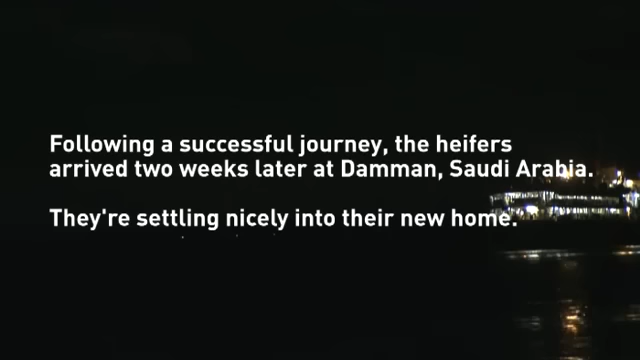 Following a successful journey, the heifers
arrived two weeks later at Damman, Saudi Arabia.
They're settling nicely into their new home.